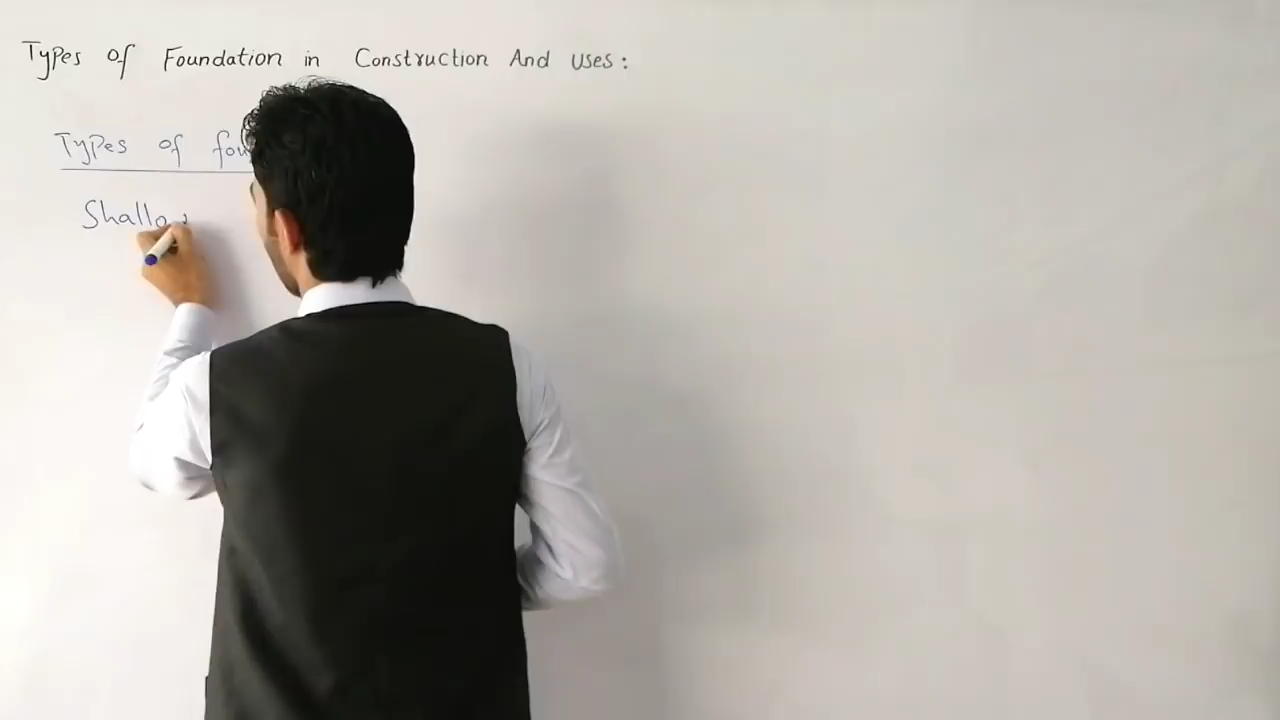 Types of Foundation in Construction And uses:
Types of fou
Shallo